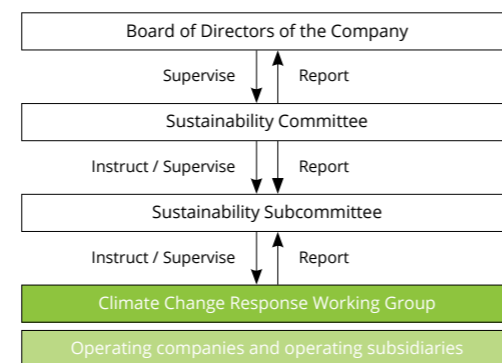 Board of Directors of the Company
Supervise Report
Sustainability Committee
Instruct / Supervise Report
Sustainability Subcommittee
Instruct / Supervise Report
Climate Change Response Working Group
Operating companies and operating subsidiaries